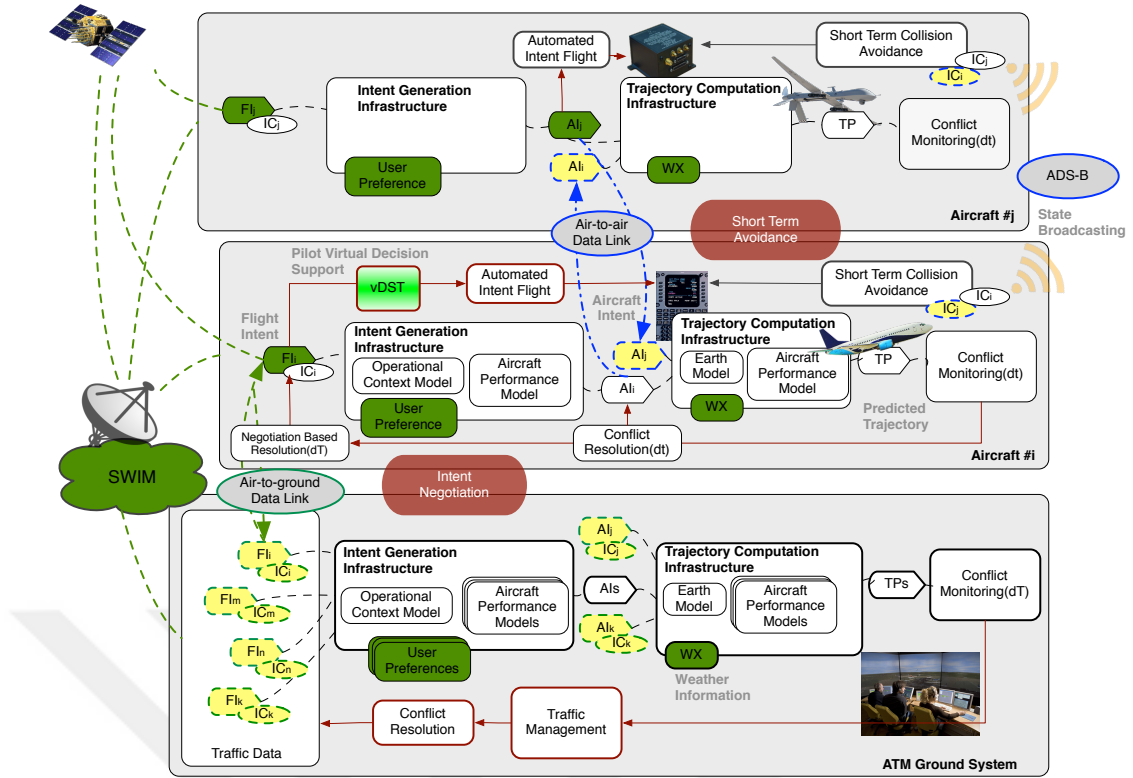 Automated
Intent Flight
Short Term Collision
Avoidance
ICj
ICi
FIj
ICj
Intent Generation
Infrastructure
User
Preference
AIj
AIi
Trajectory Computation
Infrastructure
WX
TP
Conflict
Monitoring(dt)
ADS-B
Aircraft #j
State
Broadcasting
Air-to-air
Data Link
Short Term
Avoidance
Pilot Virtual Decision
Support
vDST
Automated
Intent Flight
Aircraft
Intent
Short Term Collision
Avoidance
ICi
ICj
Flight
Intent
FIi
ICi
Intent Generation
Infrastructure
Operational
Context Model
Aircraft
Performance
Model
User
Preference
AIj
AIi
Trajectory Computation
Infrastructure
Earth
Model
Aircraft
Performance
Model
WX
TP
Conflict
Monitoring(dt)
Predicted
Trajectory
Negotiation Based
Resolution(dT)
Conflict
Resolution(dt)
Aircraft #i
SWIM
Air-to-ground
Data Link
Intent
Negotiation
FIi
ICi
FIm
ICm
FIn
ICn
FIk
ICk
Traffic Data
Intent Generation
Infrastructure
Operational
Context Model
Aircraft
Performance
Models
User
Preferences
AIj
ICj
AIs
AIk
ICk
Trajectory Computation
Infrastructure
Earth
Model
Aircraft
Performance
Models
WX
Weather
Information
TPs
Conflict
Monitoring(dT)
Conflict
Resolution
Traffic
Management
ATM Ground System